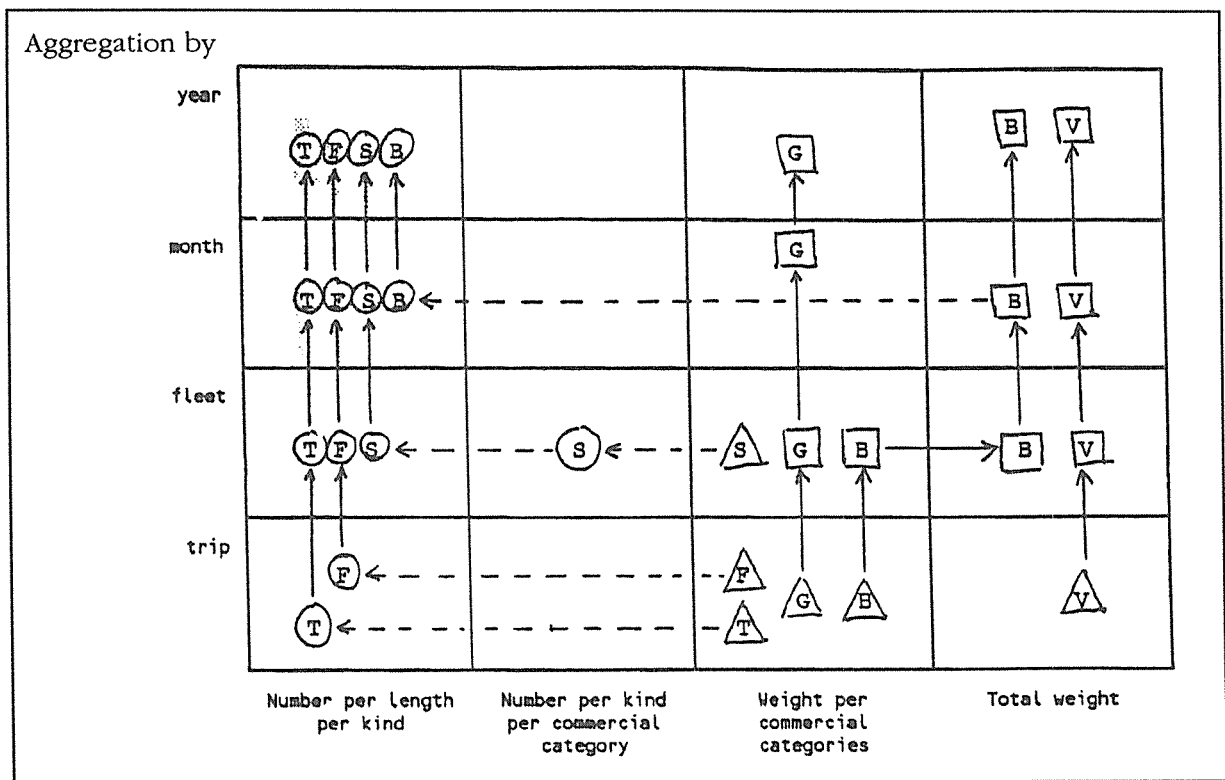 Aggregation by
year
T F S B
G
B V
month
G
T F S B
B V
fleet
T F S
S
S G B
B V
trip
F
F
G B
V
T
T
Number per length
per kind
Number per kind
per commercial
category
Weight per
commercial
categories
Total weight